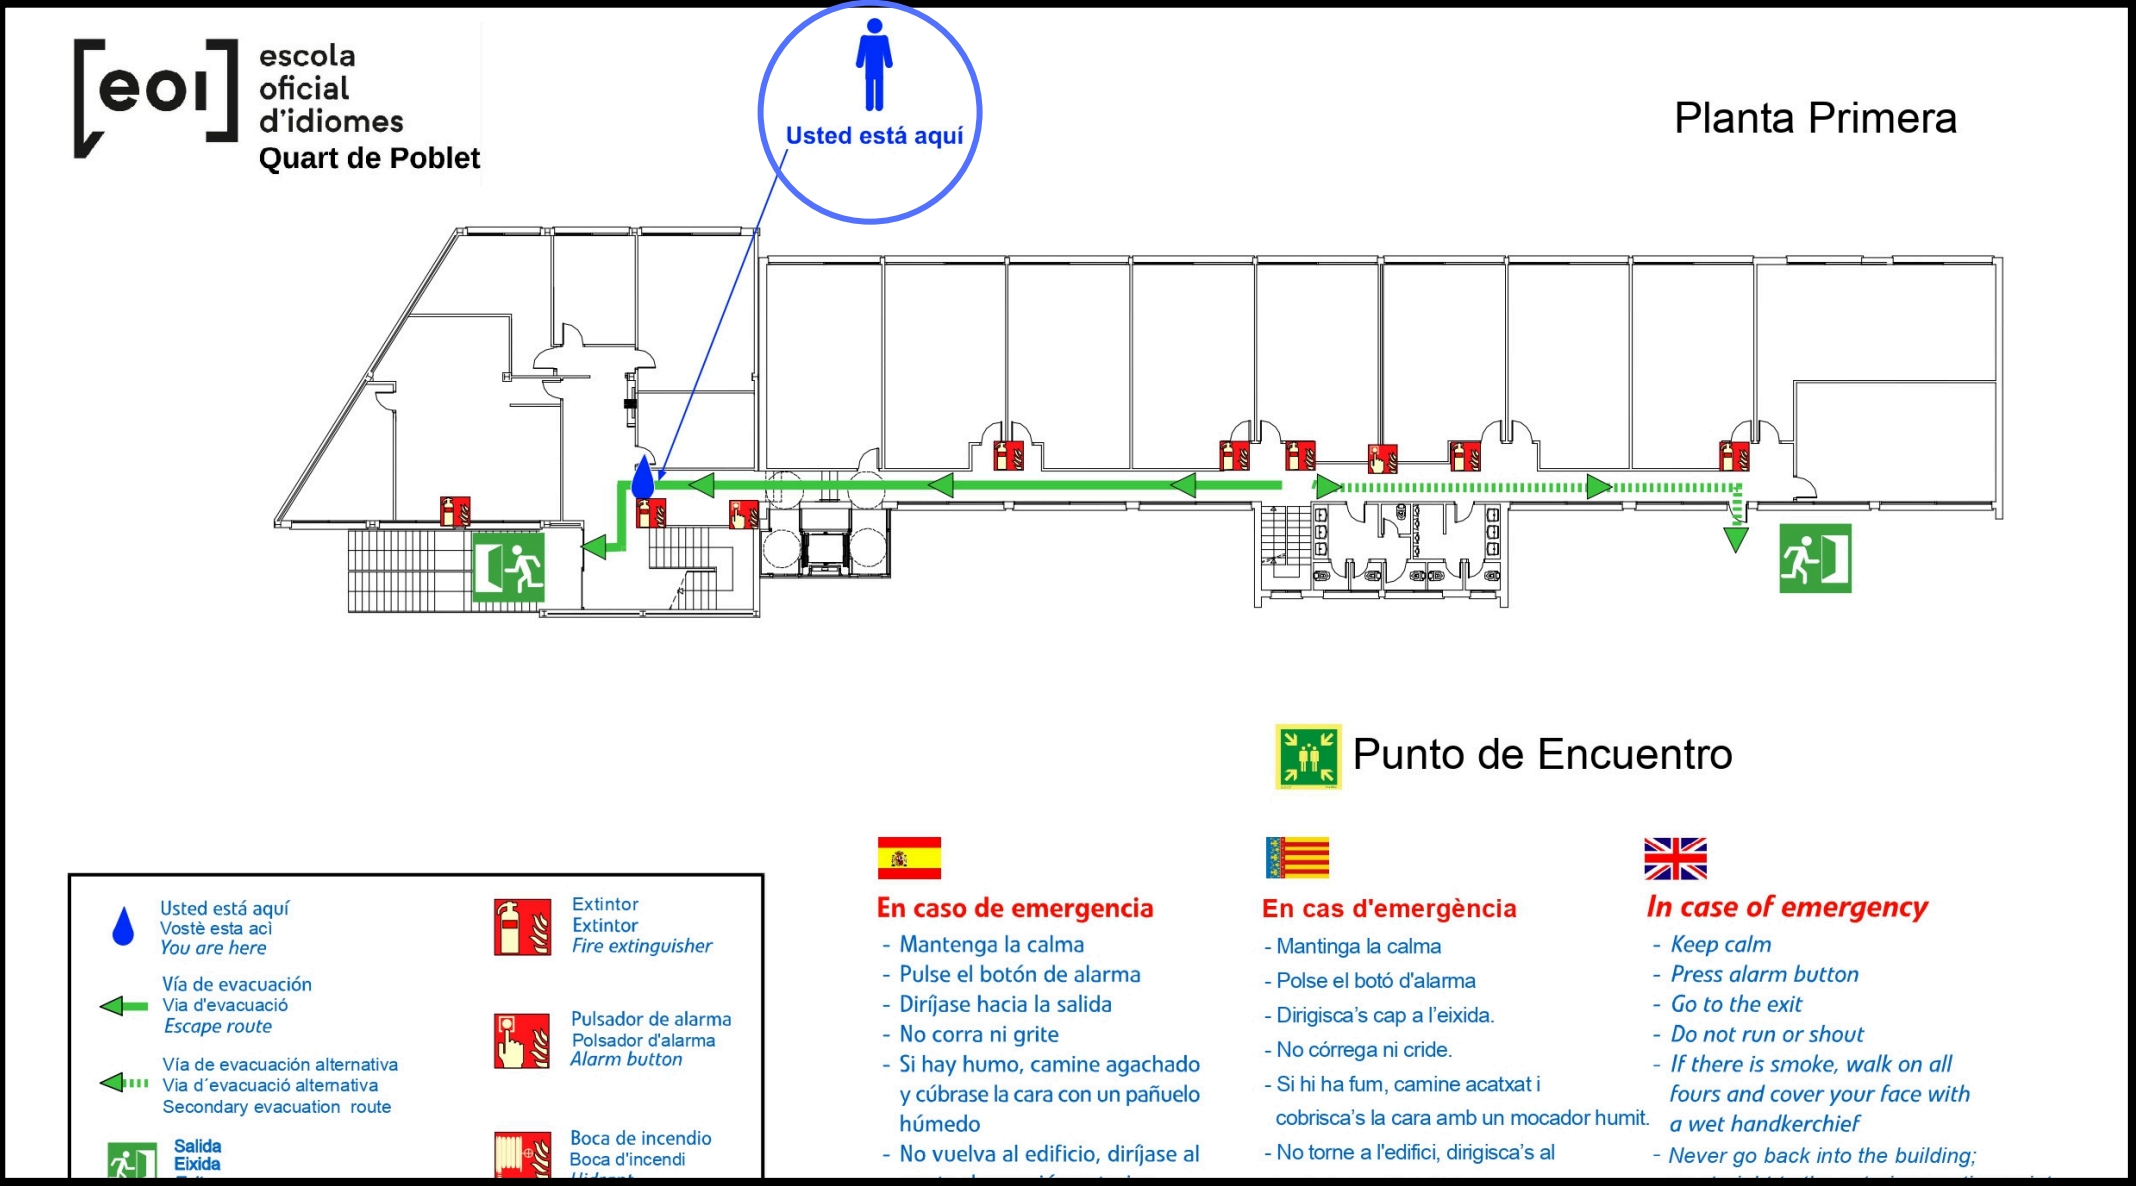 eoi
escola
oficial
d'idiomes
Quart de Poblet
Usted está aquí
Planta Primera
Punto de Encuentro
Usted está aquí
Vostè esta acì
You are here
Vía de evacuación
Via d'evacuació
Escape route
Vía de evacuación alternativa
Via d´evacuació alternativa
Secondary evacuation route
Salida
Eixida
Extintor
Extintor
Fire extinguisher
Pulsador de alarma
Polsador d'alarma
Alarm button
Boca de incendio
Boca d'incendi
En caso de emergencia
- Mantenga la calma
- Pulse el botón de alarma
- Diríjase hacia la salida
- No corra ni grite
- Si hay humo, camine agachado
y cúbrase la cara con un pañuelo
húmedo
- No vuelva al edificio, diríjase al
En cas d'emergència
- Mantinga la calma
- Polse el botó d'alarma
- Dirigisca's cap a l'eixida.
- No córrega ni cride.
- Si hi ha fum, camine acatxat i
cobrisca's la cara amb un mocador humit.
- No torne a l'edifici, dirigisca's al
In case of emergency
- Keep calm
- Press alarm button
- Go to the exit
- Do not run or shout
- If there is smoke, walk on all
fours and cover your face with
a wet handkerchief
- Never go back into the building;